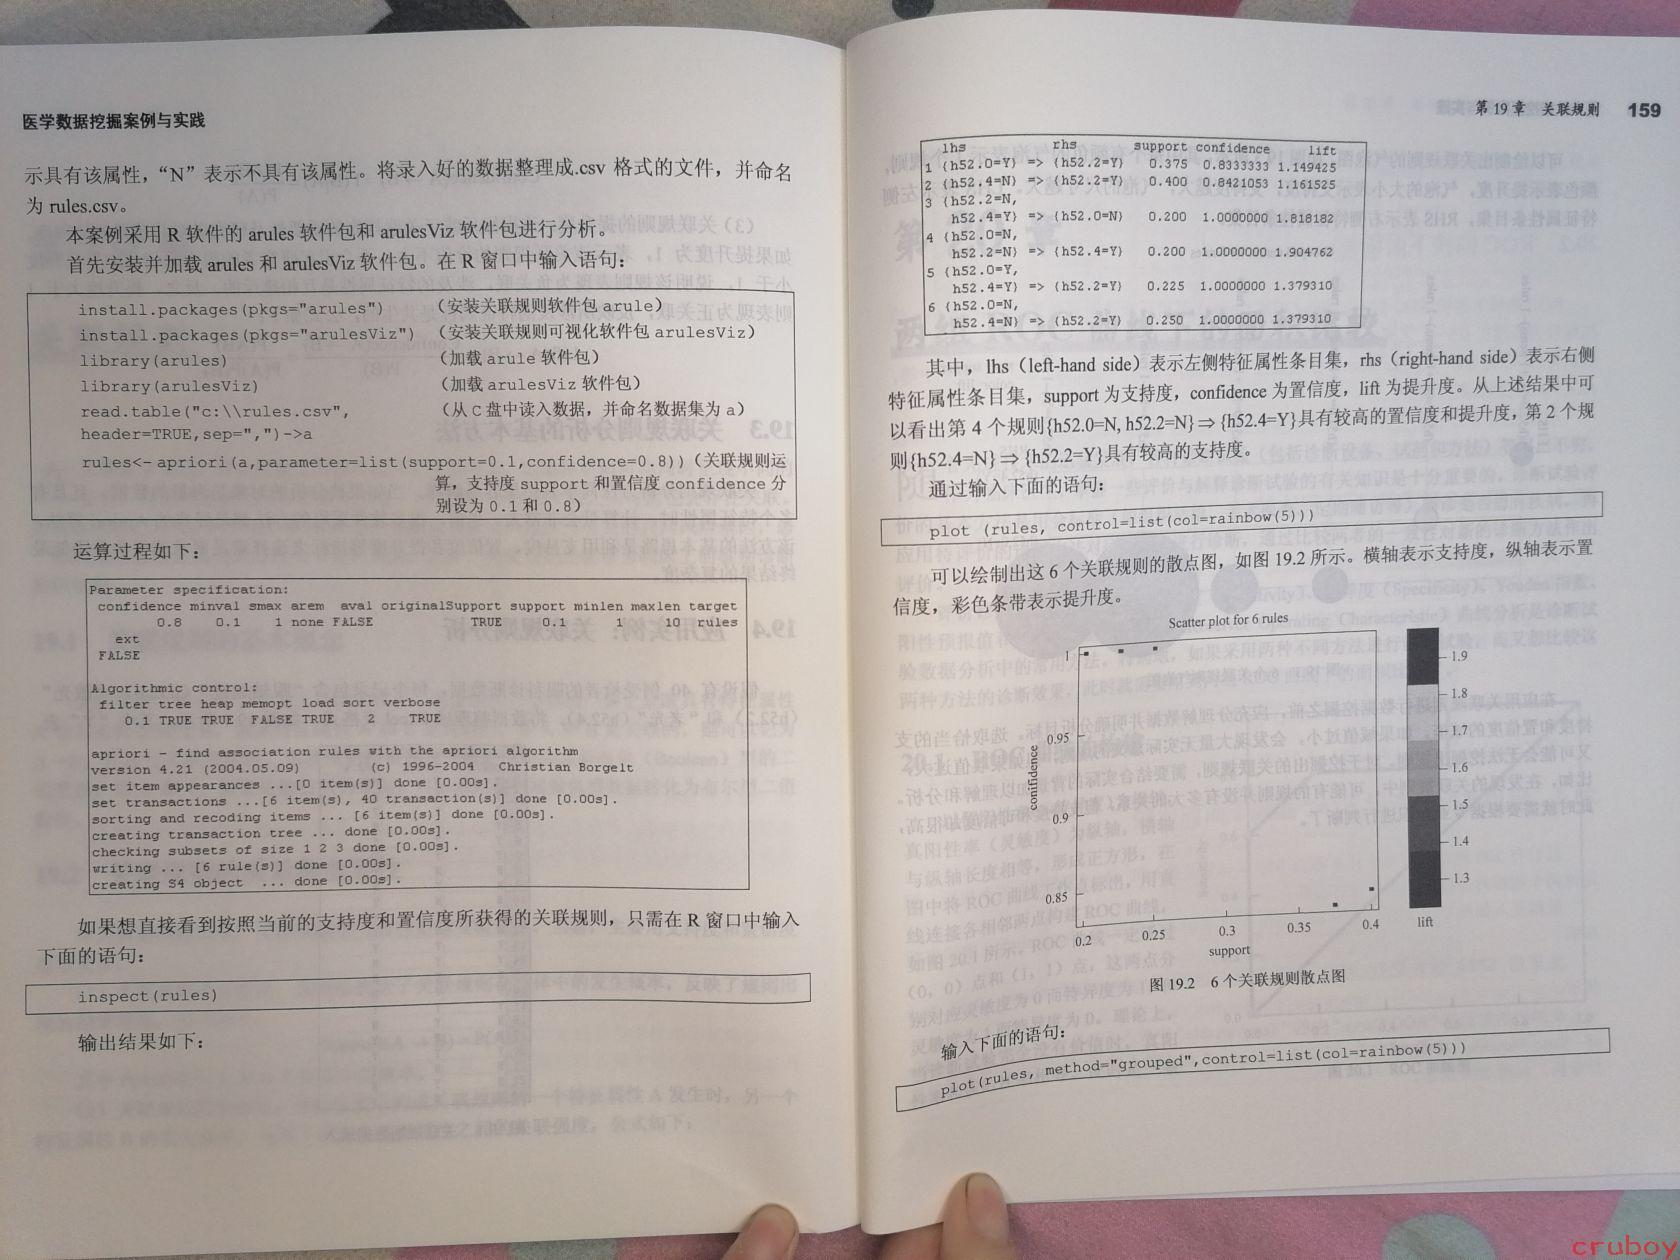 医学数据挖掘案例与实践
示具有该属性，“N”表示不具有该属性。将录入好的数据整理成.csv 格式的文件，并命名
为 rules.csv。
本案例采用 R 软件的 arules 软件包和 arulesViz 软件包进行分析。
首先安装并加载 arules 和 arulesViz 软件包。在 R 窗口中输入语句：
install.packages(pkgs="arules") （安装关联规则软件包 arule）
install.packages(pkgs="arulesViz") （安装关联规则可视化软件包 arulesViz）
library(arules) （加载 arule 软件包）
library(arulesViz) （加载 arulesViz 软件包）
read.table("c:\\rules.csv", （从 C 盘中读入数据，并命名数据集为 a）
header=TRUE,sep=",")->a
rules<- apriori(a,parameter=list(support=0.1,confidence=0.8))（关联规则运
算，支持度 support 和置信度 confidence 分
别设为 0.1 和 0.8）
运算过程如下：
Parameter specification:
confidence minval smax arem aval originalSupport support minlen maxlen target
0.8 0.1 1 none FALSE TRUE 0.1 1 10 rules
ext
FALSE
Algorithmic control:
filter tree heap memopt load sort verbose
0.1 TRUE TRUE FALSE TRUE 2 TRUE
apriori - find association rules with the apriori algorithm
version 4.21 (2004.05.09) (c) 1996-2004 Christian Borgelt
set item appearances ...[0 item(s)] done [0.00s].
set transactions ...[6 item(s), 40 transaction(s)] done [0.00s].
sorting and recoding items ... [6 item(s)] done [0.00s].
creating transaction tree ... done [0.00s].
checking subsets of size 1 2 3 done [0.00s].
writing ... [6 rule(s)] done [0.00s].
creating S4 object ... done [0.00s].
如果想直接看到按照当前的支持度和置信度所获得的关联规则，只需在 R 窗口中输入
下面的语句：
inspect(rules)
输出结果如下：
第 19 章 关联规则 159
lhs rhs support confidence lift
1 {h52.0=Y} => {h52.2=Y} 0.375 0.8333333 1.149425
2 {h52.4=N} => {h52.2=Y} 0.400 0.8421053 1.161525
3 {h52.2=N,
h52.4=Y} => {h52.0=N} 0.200 1.0000000 1.818182
4 {h52.0=N,
h52.2=N} => {h52.4=Y} 0.200 1.0000000 1.904762
5 {h52.0=Y,
h52.4=Y} => {h52.2=Y} 0.225 1.0000000 1.379310
6 {h52.0=N,
h52.4=N} => {h52.2=Y} 0.250 1.0000000 1.379310
其中，lhs（left-hand side）表示左侧特征属性条目集，rhs（right-hand side）表示右侧
特征属性条目集，support 为支持度，confidence 为置信度，lift 为提升度。从上述结果中可
以看出第 4 个规则{h52.0=N, h52.2=N}⇒{h52.4=Y}具有较高的置信度和提升度，第 2 个规
则{h52.4=N}⇒{h52.2=Y}具有较高的支持度。
通过输入下面的语句：
plot (rules, control=list(col=rainbow(5)))
可以绘制出这 6 个关联规则的散点图，如图 19.2 所示。横轴表示支持度，纵轴表示置
信度，彩色条带表示提升度。
Scatter plot for 6 rules
1
0.95
0.9
0.85
confidence
0.2 0.25 0.3 0.35 0.4
support
1.9
1.8
1.7
1.6
1.5
1.4
1.3
lift
图 19.2 6 个关联规则散点图
输入下面的语句：
plot(rules, method="grouped",control=list(col=rainbow(5)))
cruboy